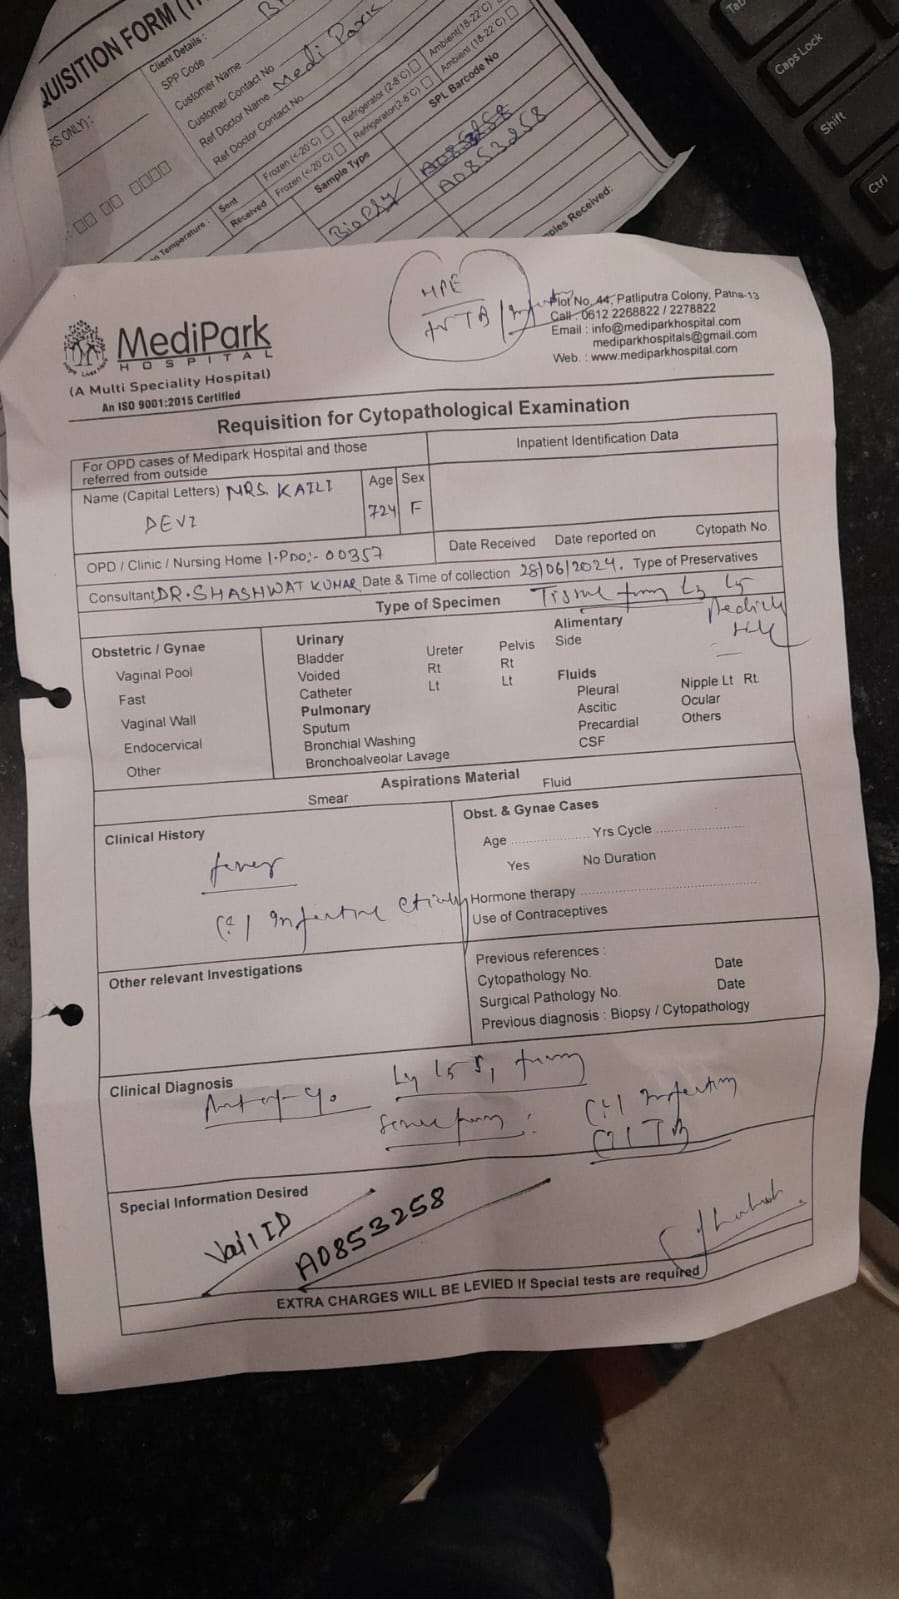 QUISITION FORM (T
Client Details :
SPP Code
Customer Name
Customer Contact No
Ref Doctor Name Medi Park
Ref Doctor Contact No.
RS ONLY) :
Temperature : Sent Frozen (<-20°C) Refrigerator (2-8°C) Ambient (18-22°C)
Received Frozen (<-20°C) Refrigerator(2-8°C) Ambient (18-22°C)
Sample Type SPL Barcode No
Biopsy A0853258
A0853258
ples Received:
Tab
Caps Lock
Shift
Ctrl
HPE
TB /
MediPark
HOSPITAL
(A Multi Speciality Hospital)
An ISO 9001:2015 Certified
Plot No. 44, Patliputra Colony, Patna-13
Call : 0612 2268822 / 2278822
Email : info@mediparkhospital.com
mediparkhospitals@gmail.com
Web. : www.mediparkhospital.com
Requisition for Cytopathological Examination
For OPD cases of Medipark Hospital and those
referred from outside
Inpatient Identification Data
Name (Capital Letters) MRS. KAILI
DEVI
Age Sex
72Y F
OPD / Clinic / Nursing Home I.P.no:- 00357
Date Received Date reported on Cytopath No.
Consultant DR. SHASHWAT KUMAR Date & Time of collection 28/06/2024. Type of Preservatives
Type of Specimen Tissue from L5
Obstetric / Gynae
Vaginal Pool
Fast
Vaginal Wall
Endocervical
Other
Urinary
Bladder Ureter Pelvis
Voided Rt Rt
Catheter Lt Lt
Pulmonary
Sputum
Bronchial Washing
Bronchoalveolar Lavage
Alimentary
Side
Fluids
Pleural Nipple Lt Rt.
Ascitic Ocular
Precardial Others
CSF
Aspirations Material
Smear Fluid
Clinical History
fever
(?) Infective etiology
Obst. & Gynae Cases
Age .................... Yrs Cycle ......................
Yes No Duration
Hormone therapy ............................................
Use of Contraceptives
Other relevant Investigations
Previous references :
Cytopathology No. Date
Surgical Pathology No. Date
Previous diagnosis : Biopsy / Cytopathology
Clinical Diagnosis
(?) TB
Special Information Desired
Vail ID
A0853258
EXTRA CHARGES WILL BE LEVIED If Special tests are required